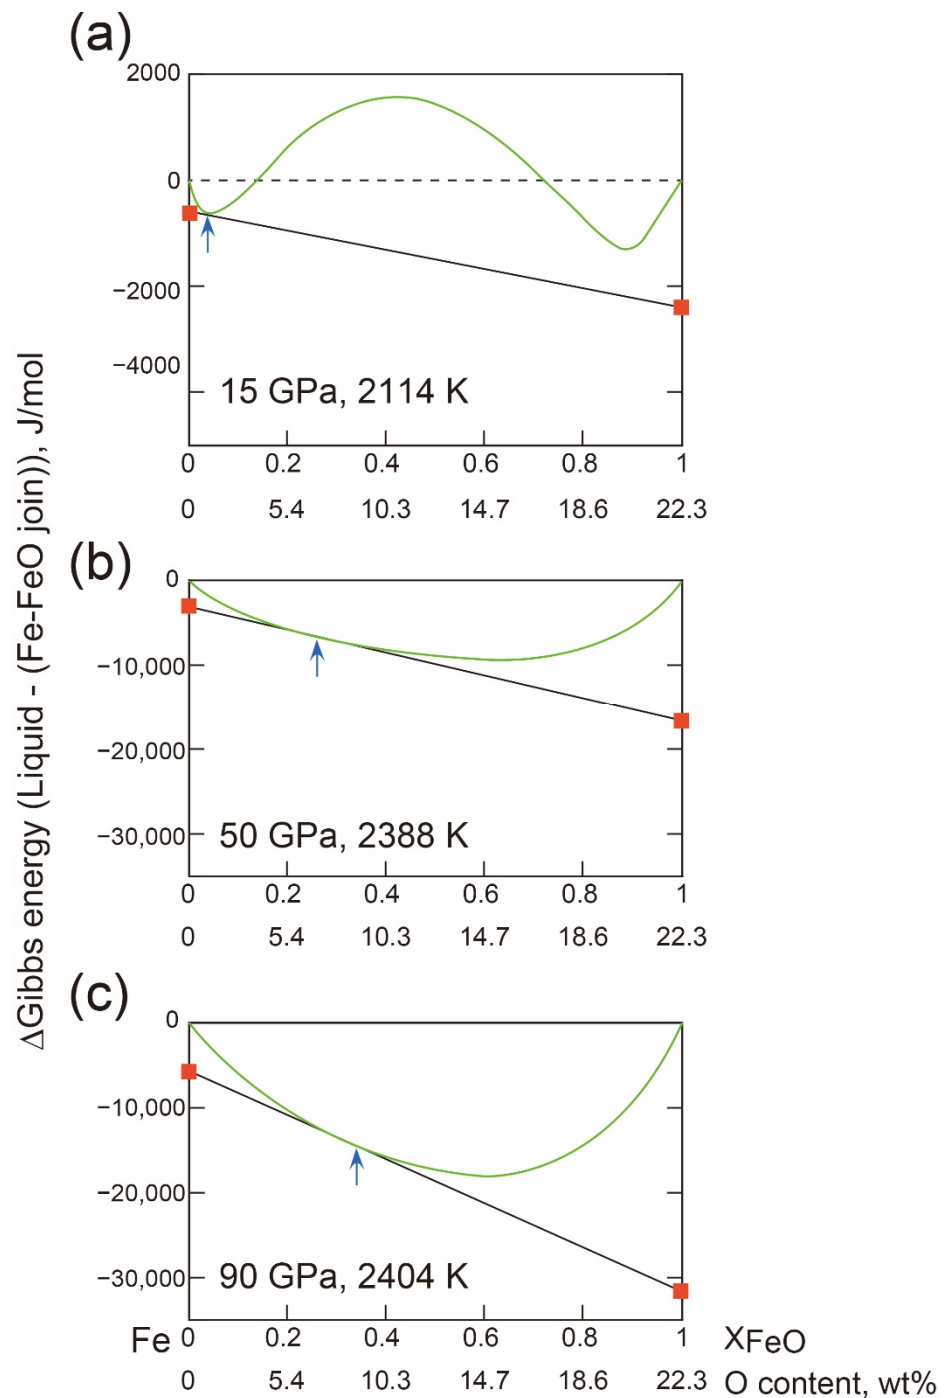 ΔGibbs energy (Liquid - (Fe-FeO join)), J/mol
(a)
2000
0
−2000
−4000
15 GPa, 2114 K
0 0.2 0.4 0.6 0.8 1
0 5.4 10.3 14.7 18.6 22.3
(b)
0
−10,000
−20,000
−30,000
50 GPa, 2388 K
0 0.2 0.4 0.6 0.8 1
0 5.4 10.3 14.7 18.6 22.3
(c)
0
−10,000
−20,000
−30,000
90 GPa, 2404 K
Fe 0 0.2 0.4 0.6 0.8 1 XFeO
0 5.4 10.3 14.7 18.6 22.3 O content, wt%